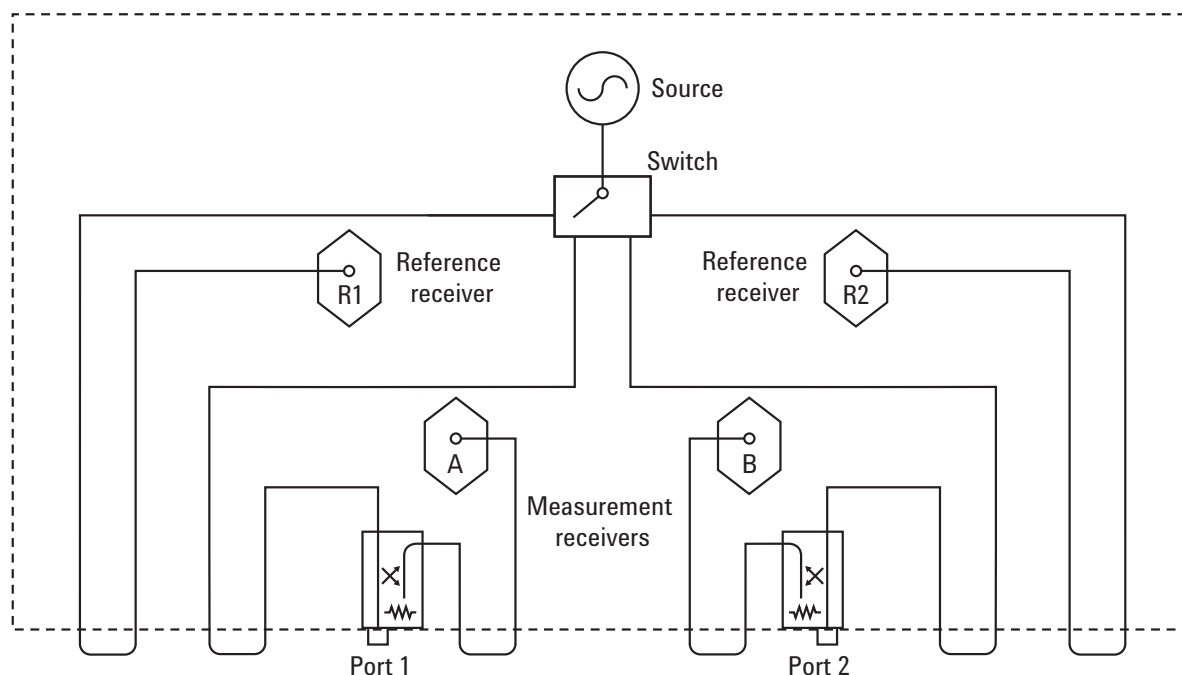 Source
Switch
Reference
receiver
R1
Reference
receiver
R2
A
B
Measurement
receivers
Port 1
Port 2